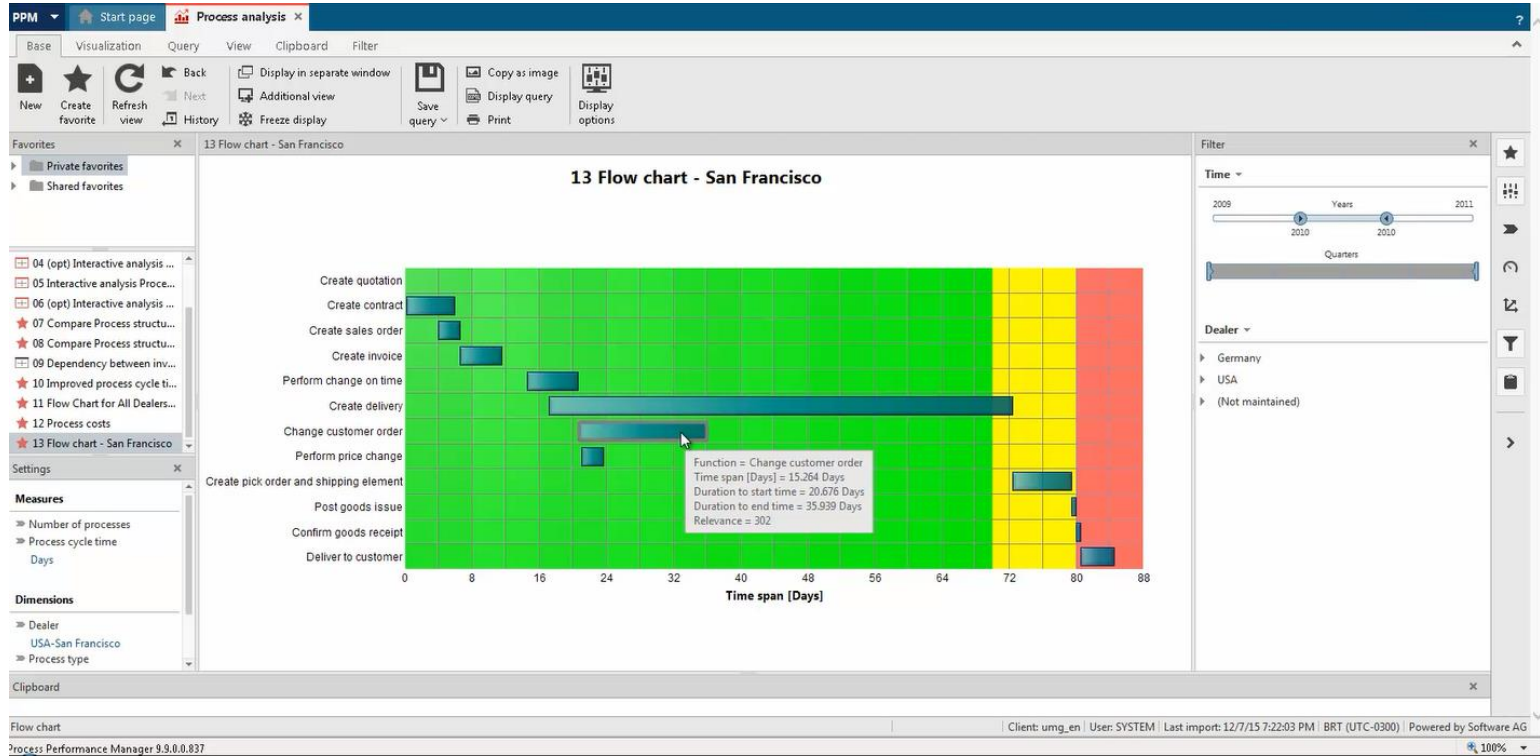 PPM Start page Process analysis ?
Base Visualization Query View Clipboard Filter
New
Create favorite
Refresh view
Back
Next
History
Display in separate window
Additional view
Freeze display
Save query
Copy as image
Display query
Print
Display options
Favorites
Private favorites
Shared favorites
04 (opt) Interactive analysis ...
05 Interactive analysis Proce...
06 (opt) Interactive analysis ...
07 Compare Process structu...
08 Compare Process structu...
09 Dependency between inv...
10 Improved process cycle ti...
11 Flow Chart for All Dealers...
12 Process costs
13 Flow chart - San Francisco
Settings
Measures
Number of processes
Process cycle time
Days
Dimensions
Dealer
USA-San Francisco
Process type
13 Flow chart - San Francisco
13 Flow chart - San Francisco
Create quotation
Create contract
Create sales order
Create invoice
Perform change on time
Create delivery
Change customer order
Perform price change
Create pick order and shipping element
Post goods issue
Confirm goods receipt
Deliver to customer
Function = Change customer order
Time span [Days] = 15.264 Days
Duration to start time = 20.676 Days
Duration to end time = 35.939 Days
Relevance = 302
0 8 16 24 32 40 48 56 64 72 80 88
Time span [Days]
Filter
Time
2009 Years 2011
2010 2010
Quarters
Dealer
Germany
USA
(Not maintained)
Clipboard
Flow chart Client: umg_en User: SYSTEM Last import: 12/7/15 7:22:03 PM BRT (UTC-0300) Powered by Software AG
Process Performance Manager 9.9.0.0.837 100%